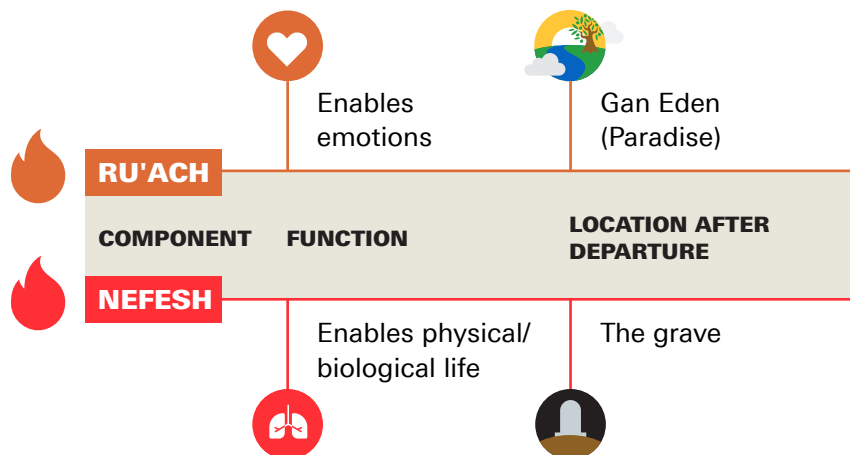 Enables
emotions
Gan Eden
(Paradise)
RU'ACH
COMPONENT
FUNCTION
LOCATION AFTER
DEPARTURE
NEFESH
Enables physical/
biological life
The grave